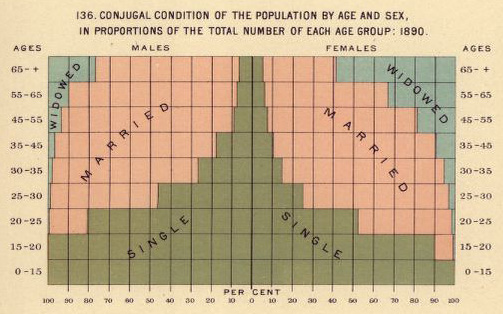 136. CONJUGAL CONDITION OF THE POPULATION BY AGE AND SEX,
IN PROPORTIONS OF THE TOTAL NUMBER OF EACH AGE GROUP: 1890.
AGES MALES FEMALES AGES
65-+ WIDOWED WIDOWED 65-+
55-65 55-65
45-55 MARRIED MARRIED 45-55
35-45 35-45
30-35 30-35
25-30 25-30
20-25 SINGLE SINGLE 20-25
15-20 15-20
0-15 0-15
PER CENT
100 90 80 70 60 50 40 30 20 10 0 10 20 30 40 50 60 70 80 90 100